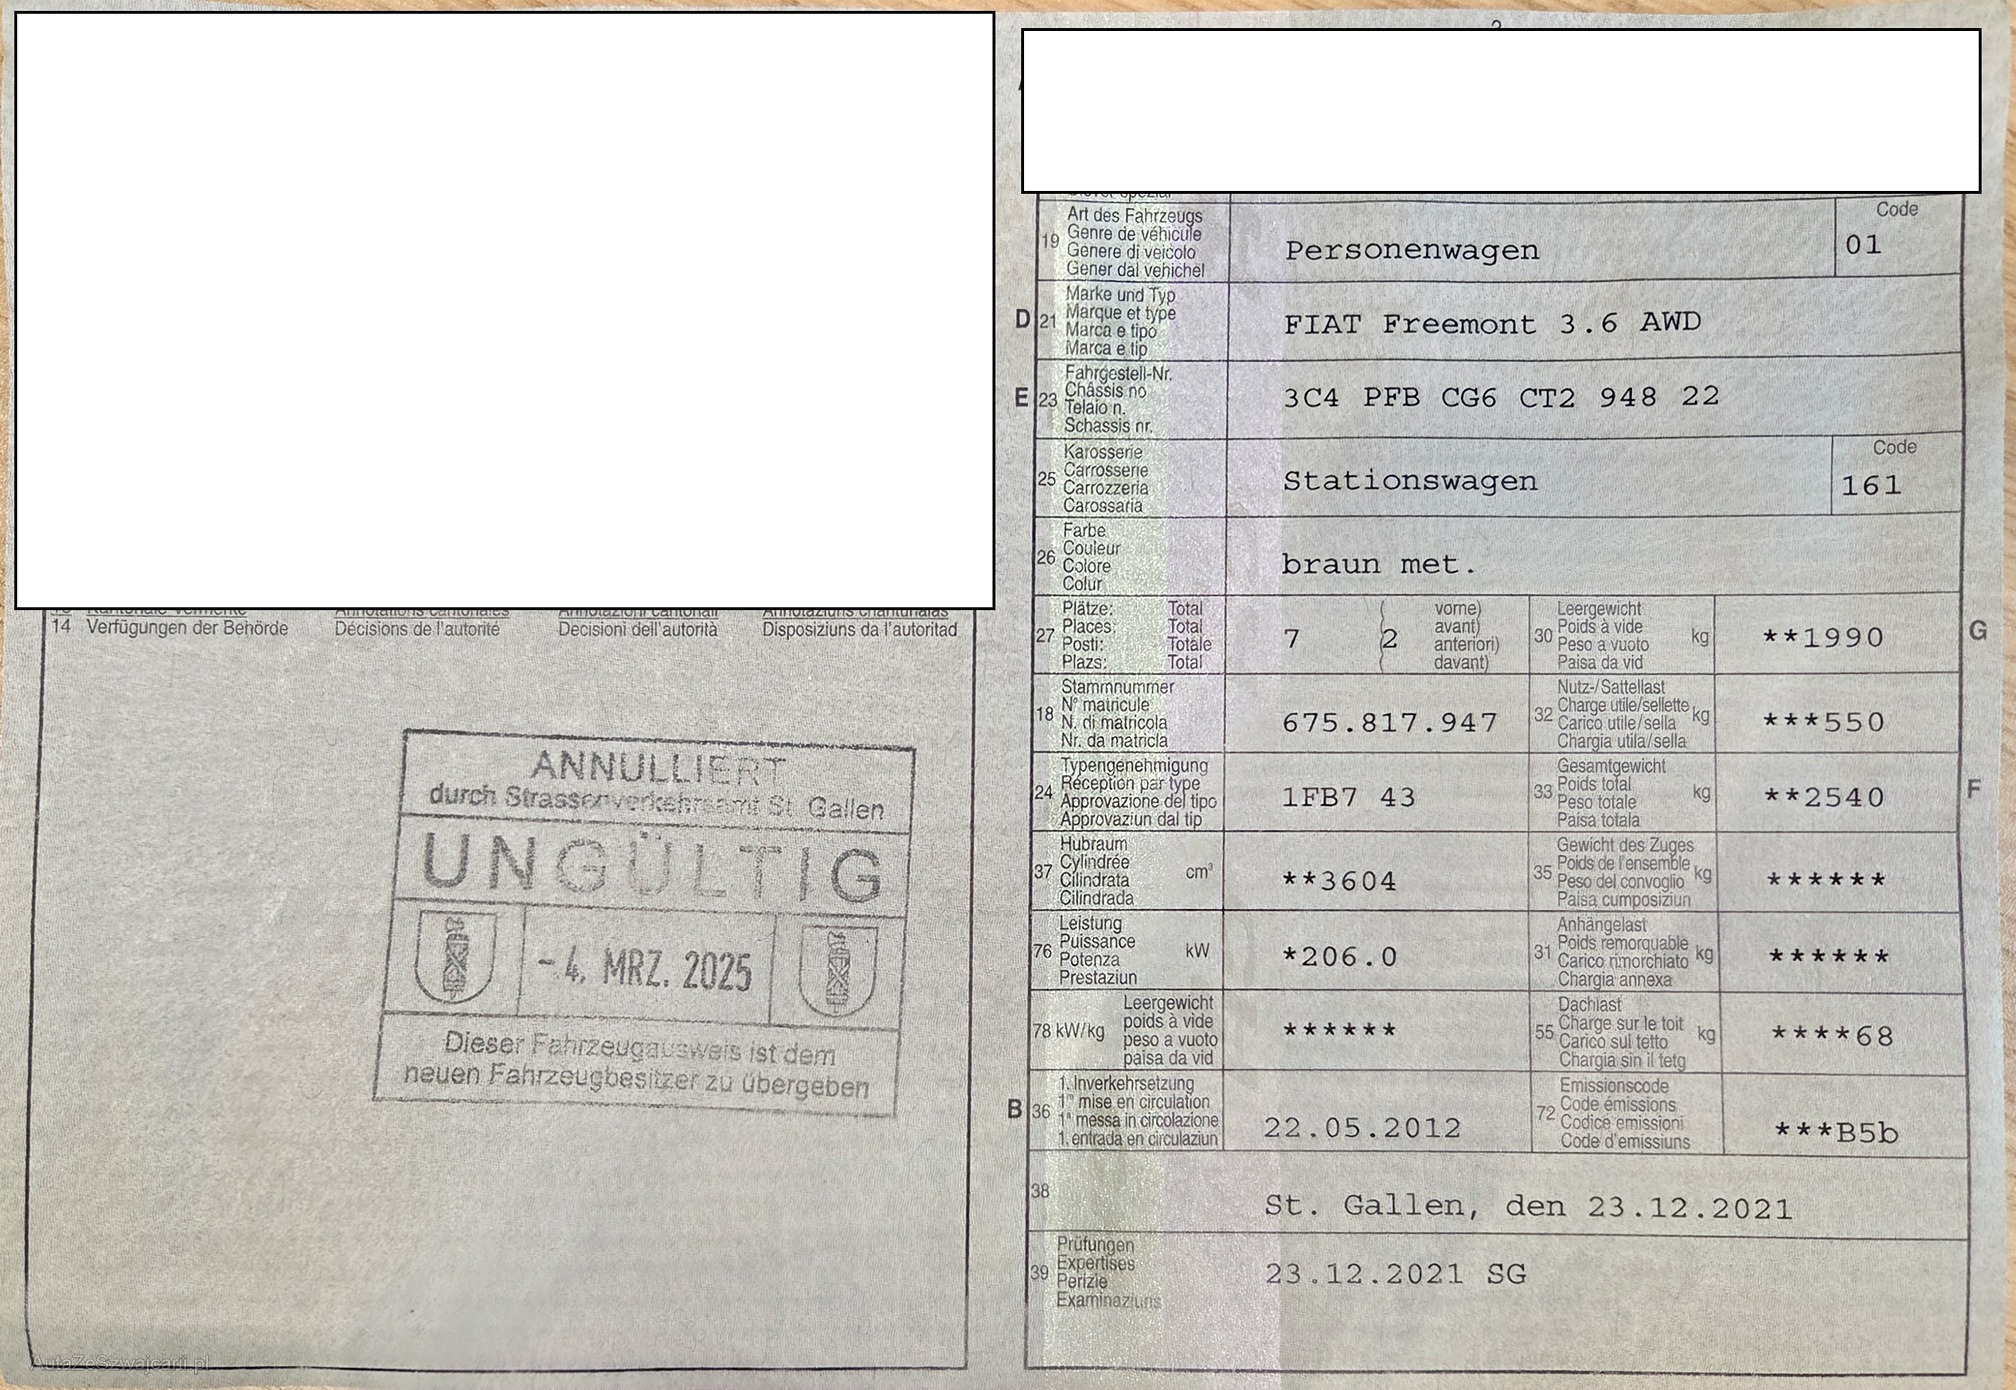 14 Verfügungen der Behörde Décisions de l'autorité Decisioni dell'autorità Disposiziuns da l'autoritad
ANNULLIERT
durch Strassenverkehrsamt St. Gallen
UNGÜLTIG
-4. MRZ. 2025
Dieser Fahrzeugausweis ist dem
neuen Fahrzeugbesitzer zu übergeben
AutaZeSzwajcarii.pl
19 Art des Fahrzeugs
Genre de véhicule
Genere di veicolo
Gener dal vehichel
Personenwagen
Code
01
D 21 Marke und Typ
Marque et type
Marca e tipo
Marca e tip
FIAT Freemont 3.6 AWD
E 23 Fahrgestell-Nr.
Châssis no
Telaio n.
Schassis nr.
3C4 PFB CG6 CT2 948 22
25 Karosserie
Carrosserie
Carrozzeria
Carossaria
Stationswagen
Code
161
26 Farbe
Couleur
Colore
Colur
braun met.
27 Plätze: Total
Places: Total
Posti: Totale
Plazs: Total
7 (2 vorne)
avant)
anteriori)
davant)
30 Leergewicht
Poids à vide
Peso a vuoto
Paisa da vid
kg
**1990
G
18 Stammnummer
N° matricule
N. di matricola
Nr. da matricla
675.817.947
32 Nutz-/Sattellast
Charge utile/sellette
Carico utile/sella
Chargia utila/sella
kg
***550
24 Typengenehmigung
Réception par type
Approvazione del tipo
Approvaziun dal tip
1FB7 43
33 Gesamtgewicht
Poids total
Peso totale
Paisa totala
kg
**2540
F
37 Hubraum
Cylindrée
Cilindrata
Cilindrada
cm³
**3604
35 Gewicht des Zuges
Poids de l'ensemble
Peso del convoglio
Paisa cumposiziun
kg
******
76 Leistung
Puissance
Potenza
Prestaziun
kW
*206.0
31 Anhängelast
Poids remorquable
Carico rimorchiato
Chargia annexa
kg
******
78 kW/kg
Leergewicht
poids à vide
peso a vuoto
paisa da vid
******
55 Dachlast
Charge sur le toit
Carico sul tetto
Chargia sin il tetg
kg
****68
B 36 1. Inverkehrsetzung
1re mise en circulation
1a messa in circolazione
1. entrada en circulaziun
22.05.2012
72 Emissionscode
Code émissions
Codice emissioni
Code d'emissiuns
***B5b
38
St. Gallen, den 23.12.2021
39 Prüfungen
Expertises
Perizie
Examinaziuns
23.12.2021 SG